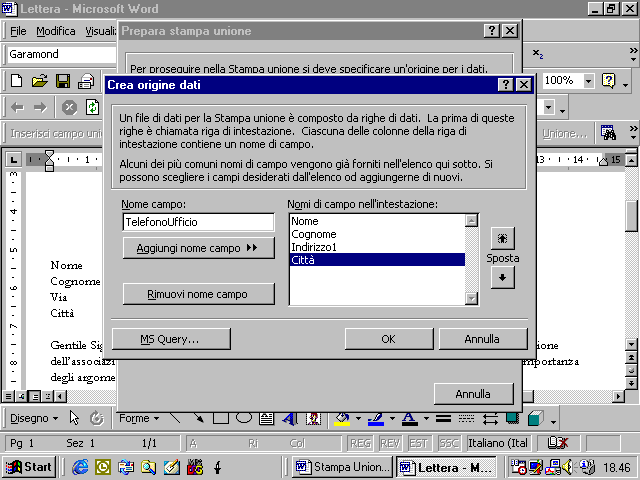 Lettera - Microsoft Word
File Modifica Visuali
Prepara stampa unione
Per proseguire nella Stampa unione si deve specificare un'origine per i dati.
Garamond
100%
Crea origine dati
Inserisci campo uni
Unione...
Un file di dati per la Stampa unione è composto da righe di dati. La prima di queste
righe è chiamata riga di intestazione. Ciascuna delle colonne della riga di
intestazione contiene un nome di campo.
Alcuni dei più comuni nomi di campo vengono già forniti nell'elenco qui sotto. Si
possono scegliere i campi desiderati dall'elenco od aggiungerne di nuovi.
13 14 15
Nome campo:
TelefonoUfficio
Aggiungi nome campo
Rimuovi nome campo
Nomi di campo nell'intestazione:
Nome
Cognome
Indirizzo1
Città
Sposta
MS Query...
OK
Annulla
Nome
Cognome
Via
Città
Gentile Sig
dell'associazi
degli argome
zione
mportanza
Annulla
Disegno Forme
Pg 1 Sez 1 1/1 A Ri Col REG REV EST SSC Italiano (Ital
Start Stampa Union... Lettera - M... 18.46